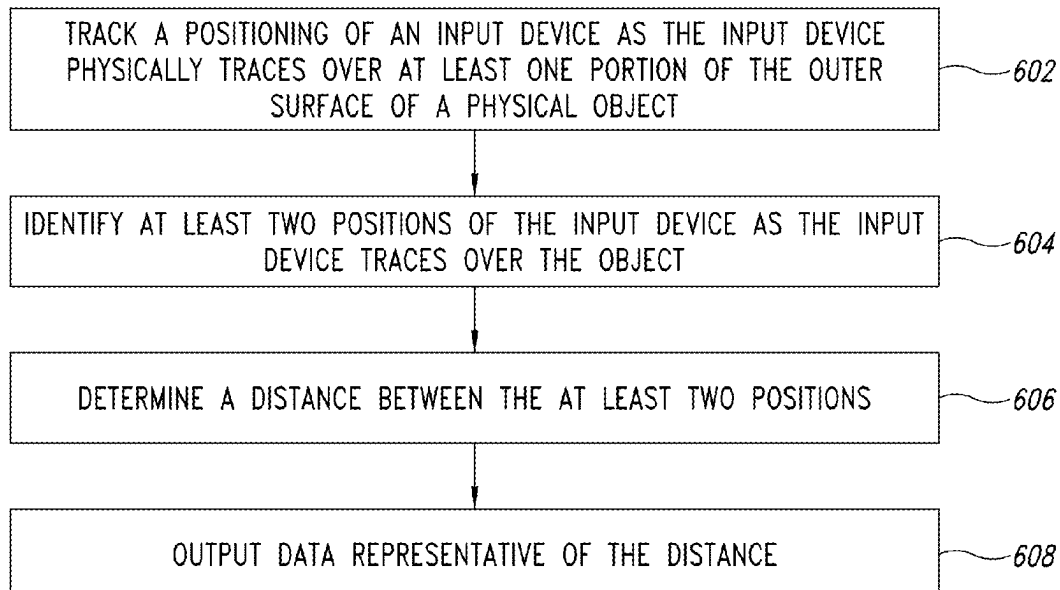 TRACK A POSITIONING OF AN INPUT DEVICE AS THE INPUT DEVICE
PHYSICALLY TRACES OVER AT LEAST ONE PORTION OF THE OUTER
SURFACE OF A PHYSICAL OBJECT
602
IDENTIFY AT LEAST TWO POSITIONS OF THE INPUT DEVICE AS THE INPUT
DEVICE TRACES OVER THE OBJECT
604
DETERMINE A DISTANCE BETWEEN THE AT LEAST TWO POSITIONS
606
OUTPUT DATA REPRESENTATIVE OF THE DISTANCE
608